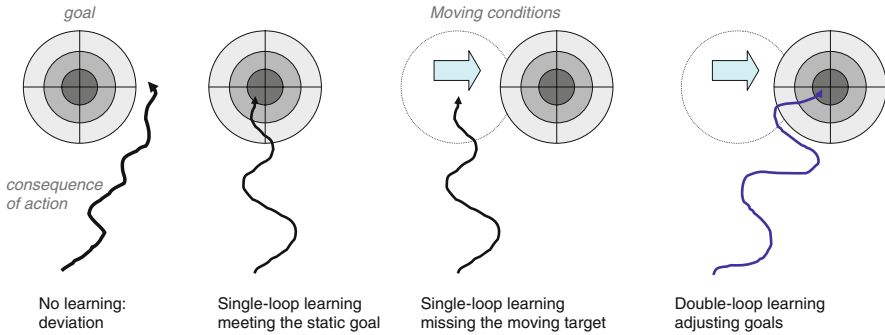 goal
Moving conditions
consequence
of action
No learning:
deviation
Single-loop learning
meeting the static goal
Single-loop learning
missing the moving target
Double-loop learning
adjusting goals